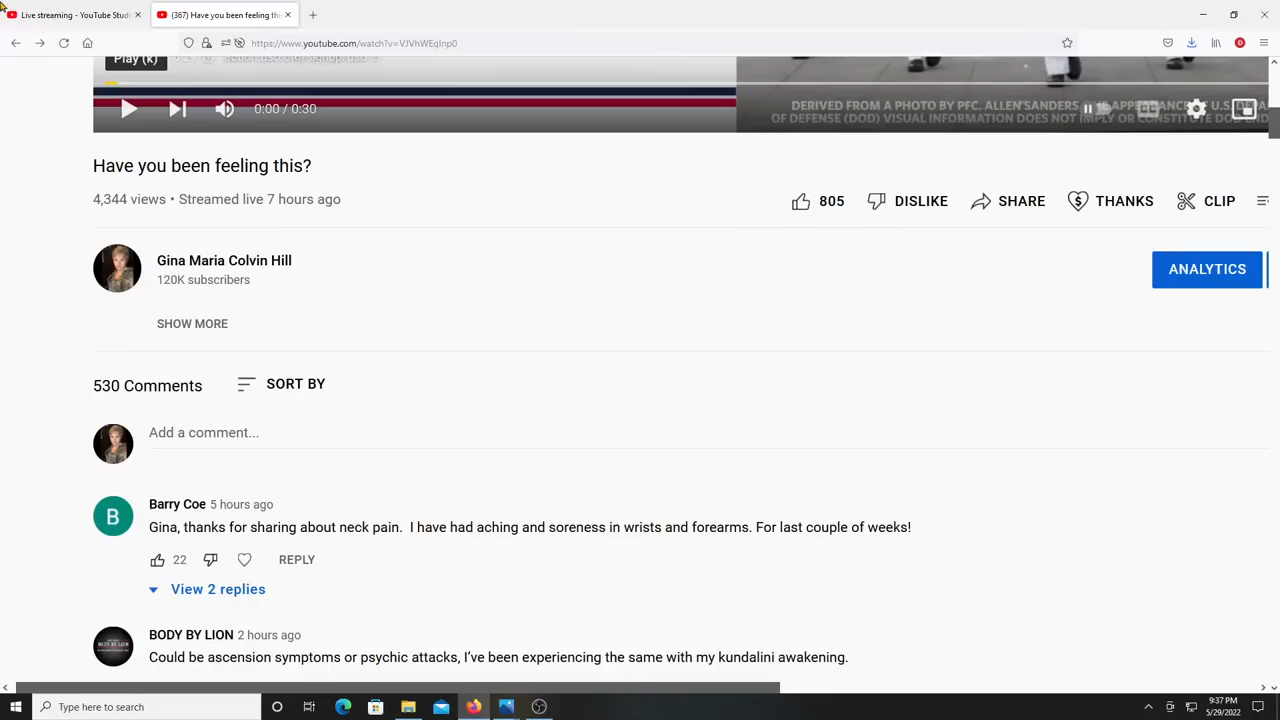 Live streaming - YouTube Stud
(367) Have you been feeling thi
https://www.youtube.com/watch?v=VJVhWEqInp0
Play (k)
0:00 / 0:30
DERIVED FROM A PHOTO BY PFC. ALLEN SANDERS
OF DEFENSE (DOD) VISUAL INFORMATION DOES NOT IMPLY OR CONSTITUTE DOD END
Have you been feeling this?
4,344 views • Streamed live 7 hours ago
805
DISLIKE
SHARE
THANKS
CLIP
Gina Maria Colvin Hill
120K subscribers
ANALYTICS
SHOW MORE
530 Comments
SORT BY
Add a comment...
B
Barry Coe 5 hours ago
Gina, thanks for sharing about neck pain.  I have had aching and soreness in wrists and forearms. For last couple of weeks!
22
REPLY
View 2 replies
BODY BY LION 2 hours ago
Could be ascension symptoms or psychic attacks, I've been experiencing the same with my kundalini awakening.
Type here to search
9:37 PM
5/29/2022